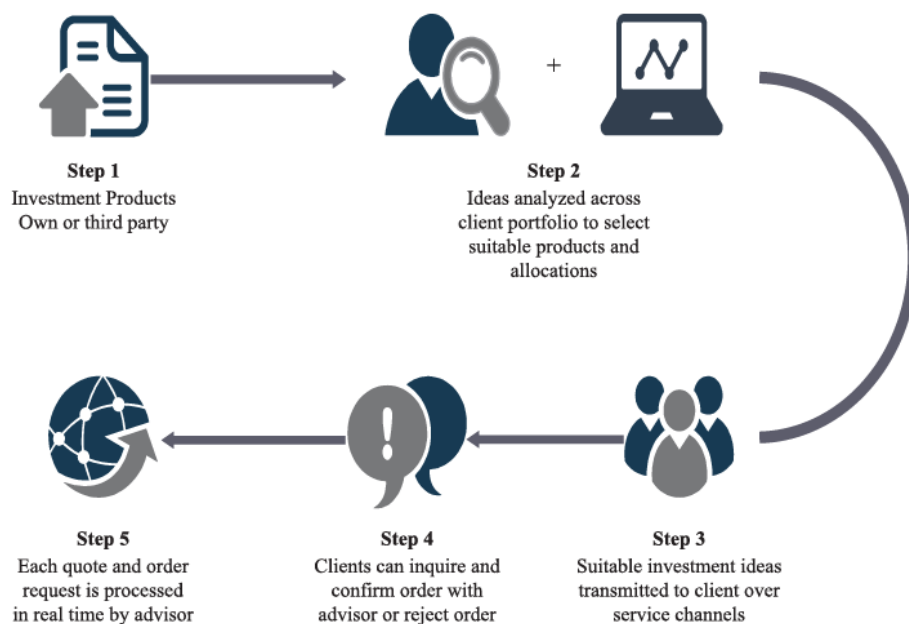 +
Step 1
Investment Products
Own or third party
Step 2
Ideas analyzed across
client portfolio to select
suitable products and
allocations
Step 3
Suitable investment ideas
transmitted to client over
service channels
Step 4
Clients can inquire and
confirm order with
advisor or reject order
Step 5
Each quote and order
request is processed
in real time by advisor